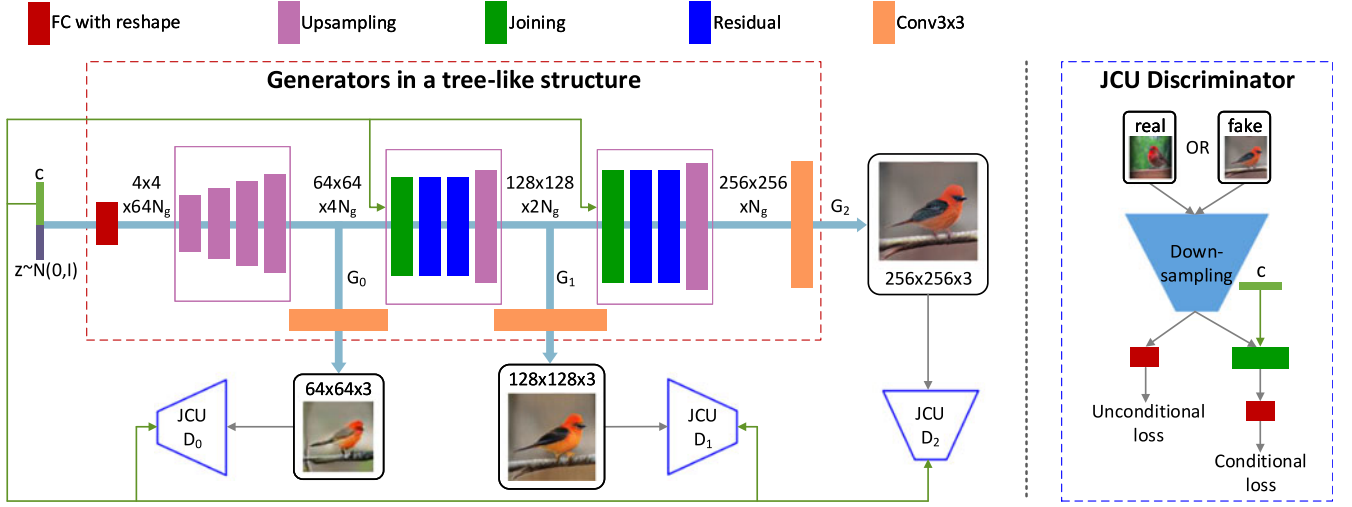 FC with reshape
Upsampling
Joining
Residual
Conv3x3
Generators in a tree-like structure
c
z~N(0,I)
4x4
x64Ng
64x64
x4Ng
128x128
x2Ng
256x256
xNg
G0
G1
G2
256x256x3
64x64x3
128x128x3
JCU
D0
JCU
D1
JCU
D2
JCU Discriminator
real
OR
fake
Down-
sampling
c
Unconditional
loss
Conditional
loss